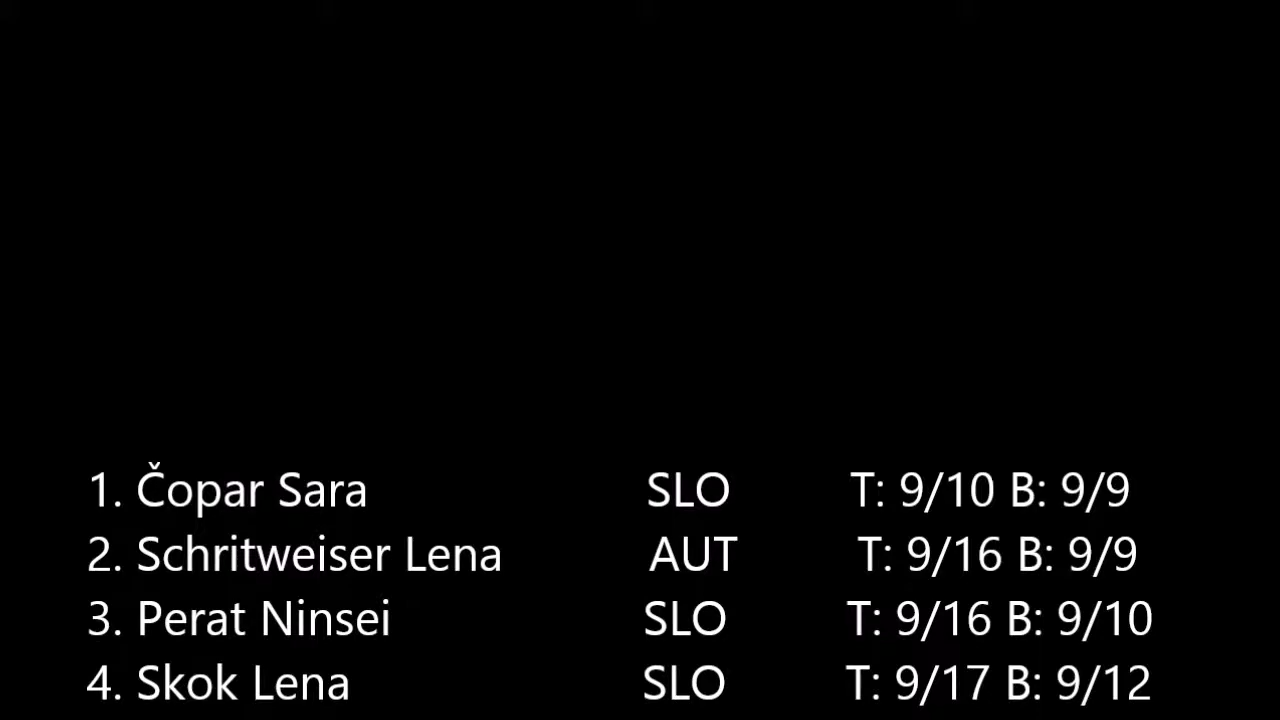 1. Čopar Sara SLO T: 9/10 B: 9/9
2. Schritweiser Lena AUT T: 9/16 B: 9/9
3. Perat Ninsei SLO T: 9/16 B: 9/10
4. Skok Lena SLO T: 9/17 B: 9/12